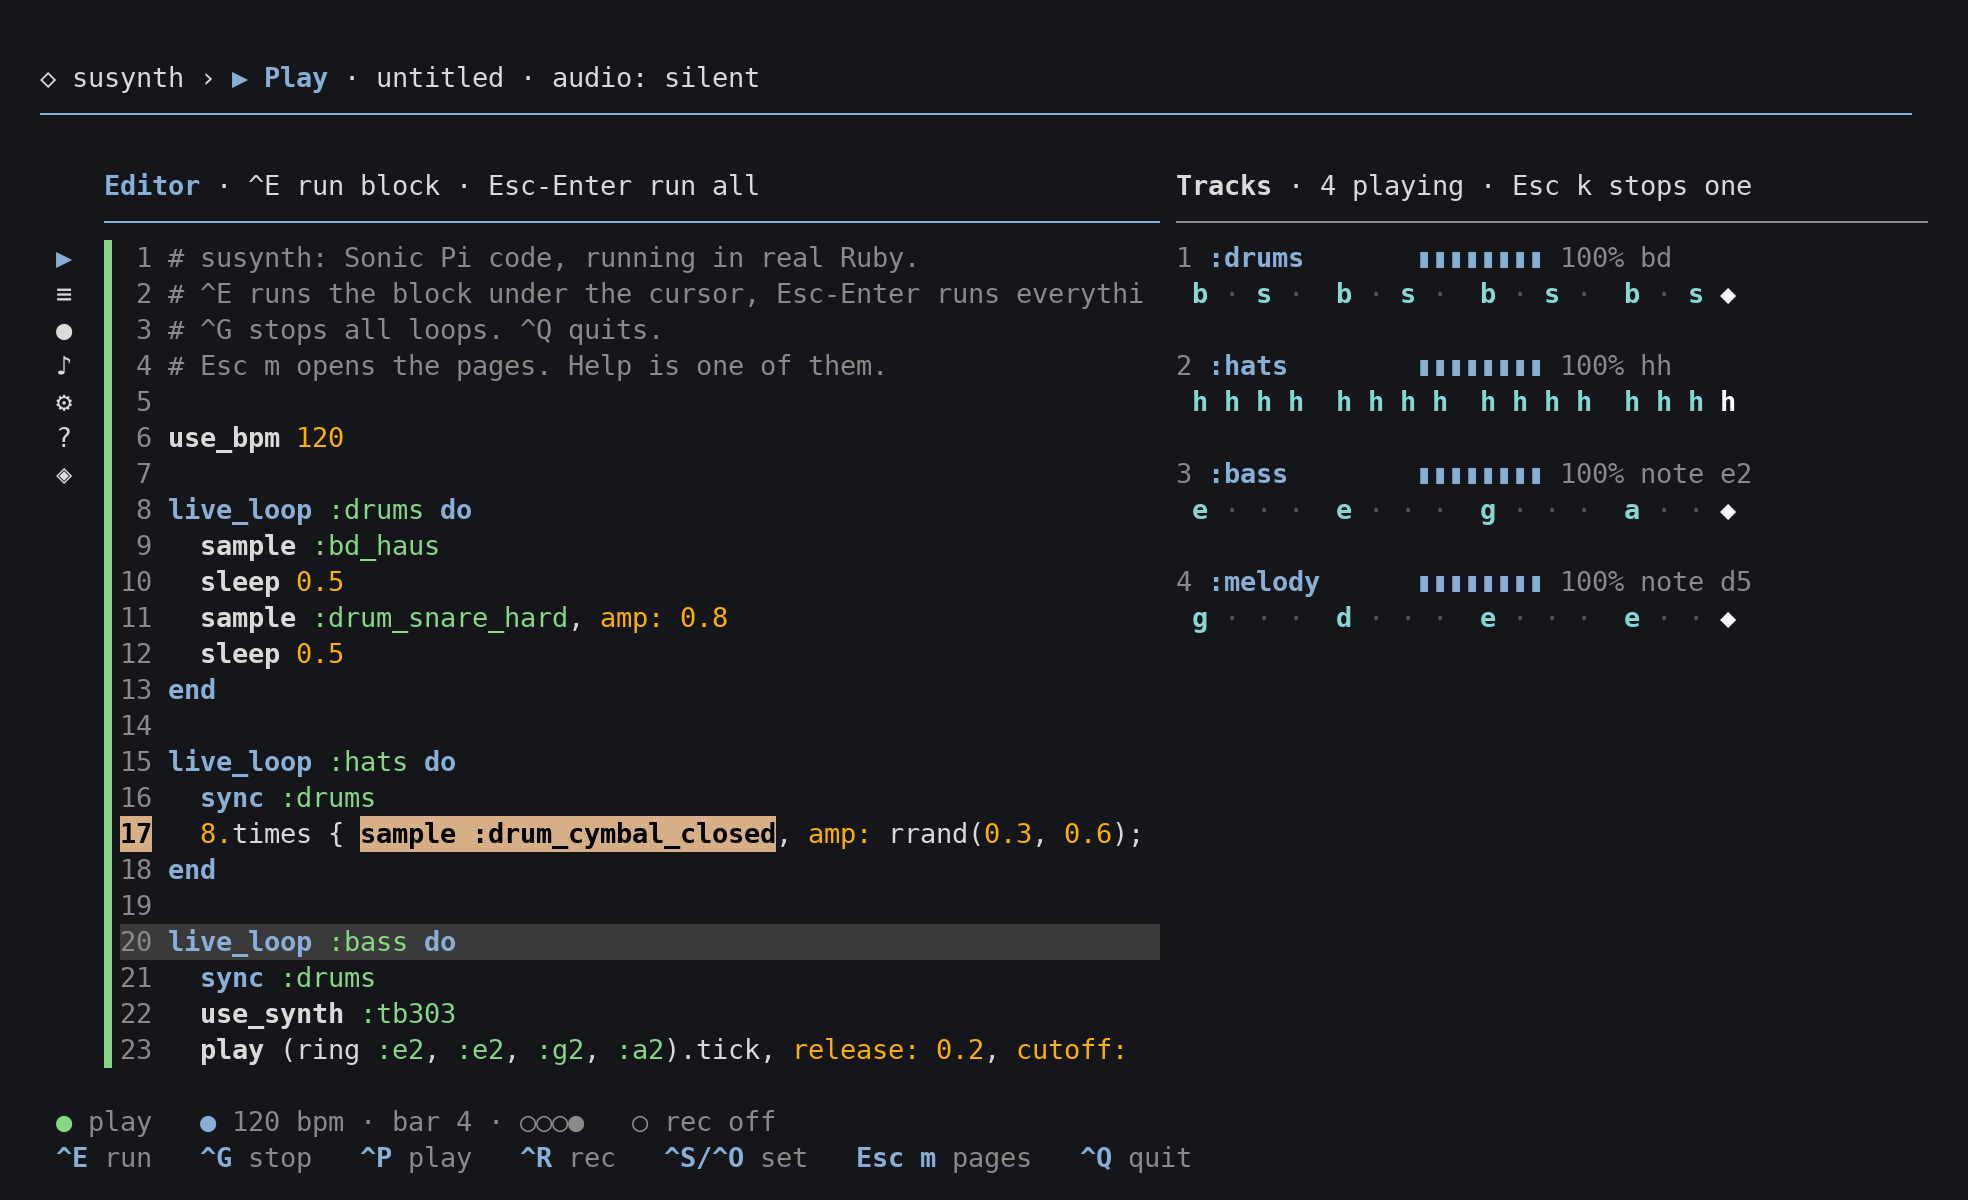 ◇ susynth › ▶ Play · untitled · audio: silent
Editor · ^E run block · Esc-Enter run all
▶ 1 # susynth: Sonic Pi code, running in real Ruby.
≡ 2 # ^E runs the block under the cursor, Esc-Enter runs everythi
● 3 # ^G stops all loops. ^Q quits.
♪ 4 # Esc m opens the pages. Help is one of them.
⚙ 5
? 6 use_bpm 120
◈ 7
8 live_loop :drums do
9   sample :bd_haus
10   sleep 0.5
11   sample :drum_snare_hard, amp: 0.8
12   sleep 0.5
13 end
14
15 live_loop :hats do
16   sync :drums
17   8.times { sample :drum_cymbal_closed, amp: rrand(0.3, 0.6);
18 end
19
20 live_loop :bass do
21   sync :drums
22   use_synth :tb303
23   play (ring :e2, :e2, :g2, :a2).tick, release: 0.2, cutoff:
Tracks · 4 playing · Esc k stops one
1 :drums ▮▮▮▮▮▮▮▮ 100% bd
b · s ·  b · s ·  b · s ·  b · s ◆
2 :hats ▮▮▮▮▮▮▮▮ 100% hh
h h h h  h h h h  h h h h  h h h h
3 :bass ▮▮▮▮▮▮▮▮ 100% note e2
e · · ·  e · · ·  g · · ·  a · · ◆
4 :melody ▮▮▮▮▮▮▮▮ 100% note d5
g · · ·  d · · ·  e · · ·  e · · ◆
● play ● 120 bpm · bar 4 · ○○○● ○ rec off
^E run ^G stop ^P play ^R rec ^S/^O set Esc m pages ^Q quit